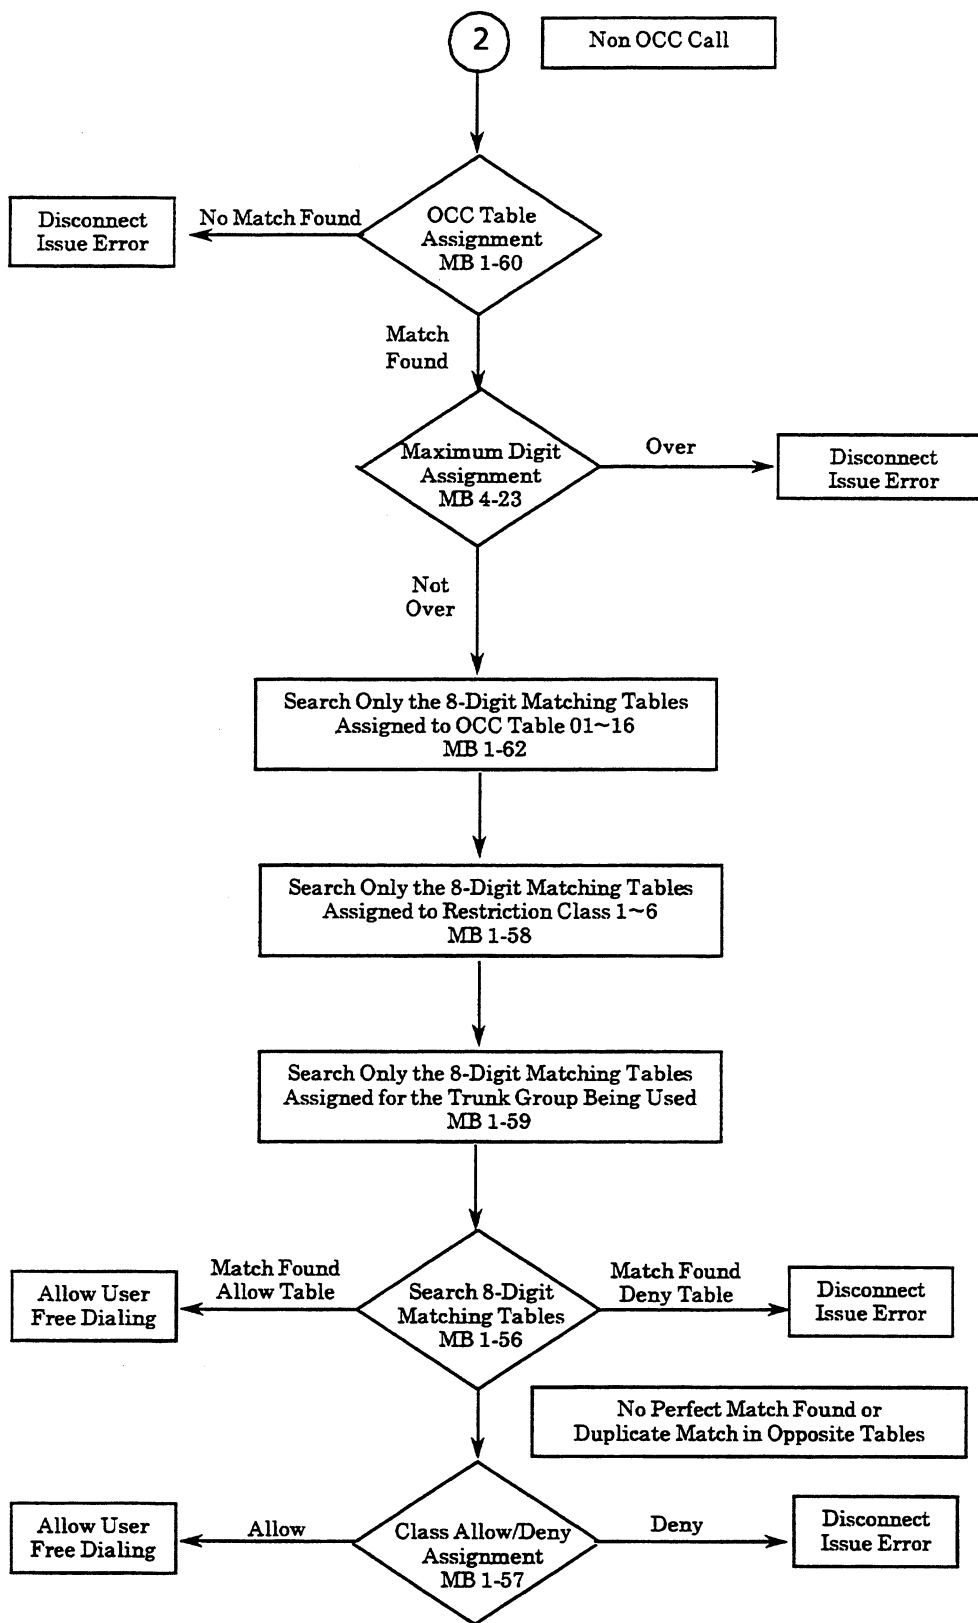 2
Non OCC Call
OCC Table
Assignment
MB 1-60
No Match Found
Disconnect
Issue Error
Match
Found
Maximum Digit
Assignment
MB 4-23
Over
Disconnect
Issue Error
Not
Over
Search Only the 8-Digit Matching Tables
Assigned to OCC Table 01~16
MB 1-62
Search Only the 8-Digit Matching Tables
Assigned to Restriction Class 1~6
MB 1-58
Search Only the 8-Digit Matching Tables
Assigned for the Trunk Group Being Used
MB 1-59
Allow User
Free Dialing
Match Found
Allow Table
Search 8-Digit
Matching Tables
MB 1-56
Match Found
Deny Table
Disconnect
Issue Error
No Perfect Match Found or
Duplicate Match in Opposite Tables
Allow User
Free Dialing
Allow
Class Allow/Deny
Assignment
MB 1-57
Deny
Disconnect
Issue Error